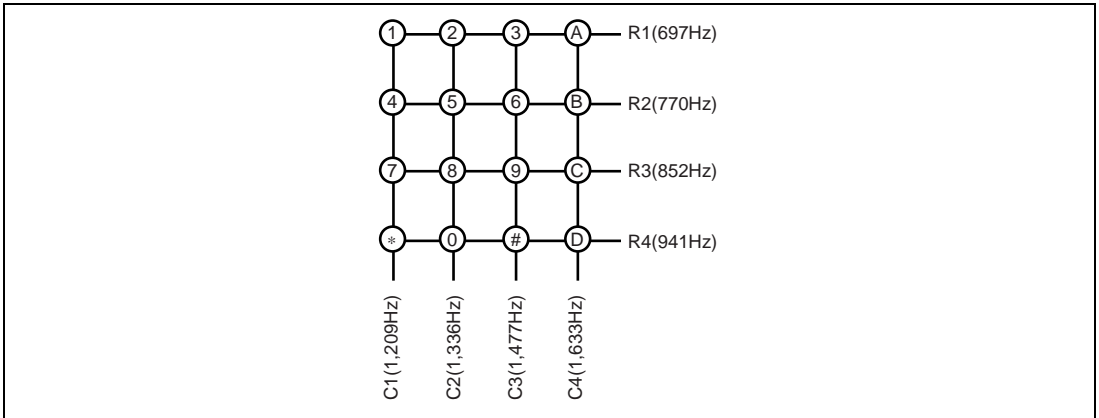 1 2 3 A R1(697Hz)
4 5 6 B R2(770Hz)
7 8 9 C R3(852Hz)
* 0 # D R4(941Hz)
C1(1,209Hz)
C2(1,336Hz)
C3(1,477Hz)
C4(1,633Hz)